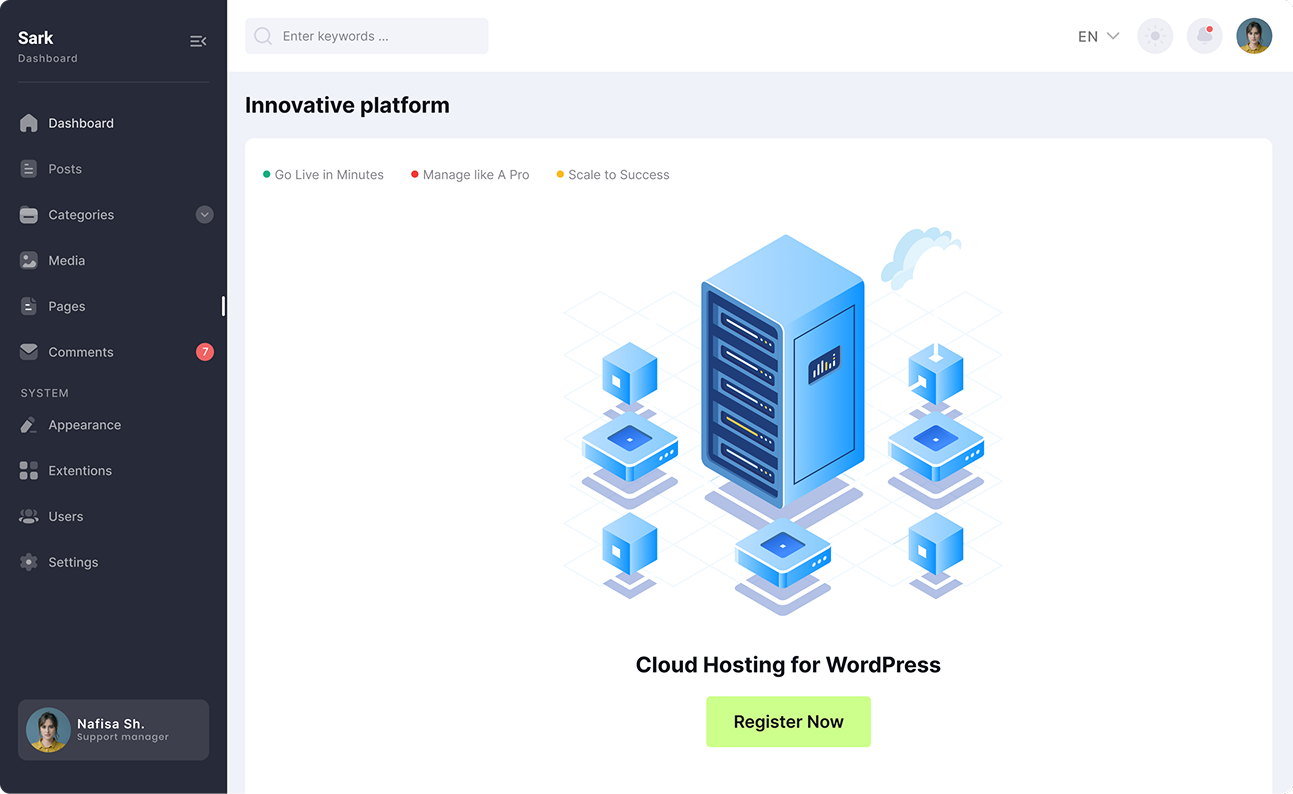 Sark
Dashboard
Dashboard
Posts
Categories
Media
Pages
Comments
7
SYSTEM
Appearance
Extentions
Users
Settings
Nafisa Sh.
Support manager
Enter keywords ...
EN
Innovative platform
Go Live in Minutes
Manage like A Pro
Scale to Success
Cloud Hosting for WordPress
Register Now